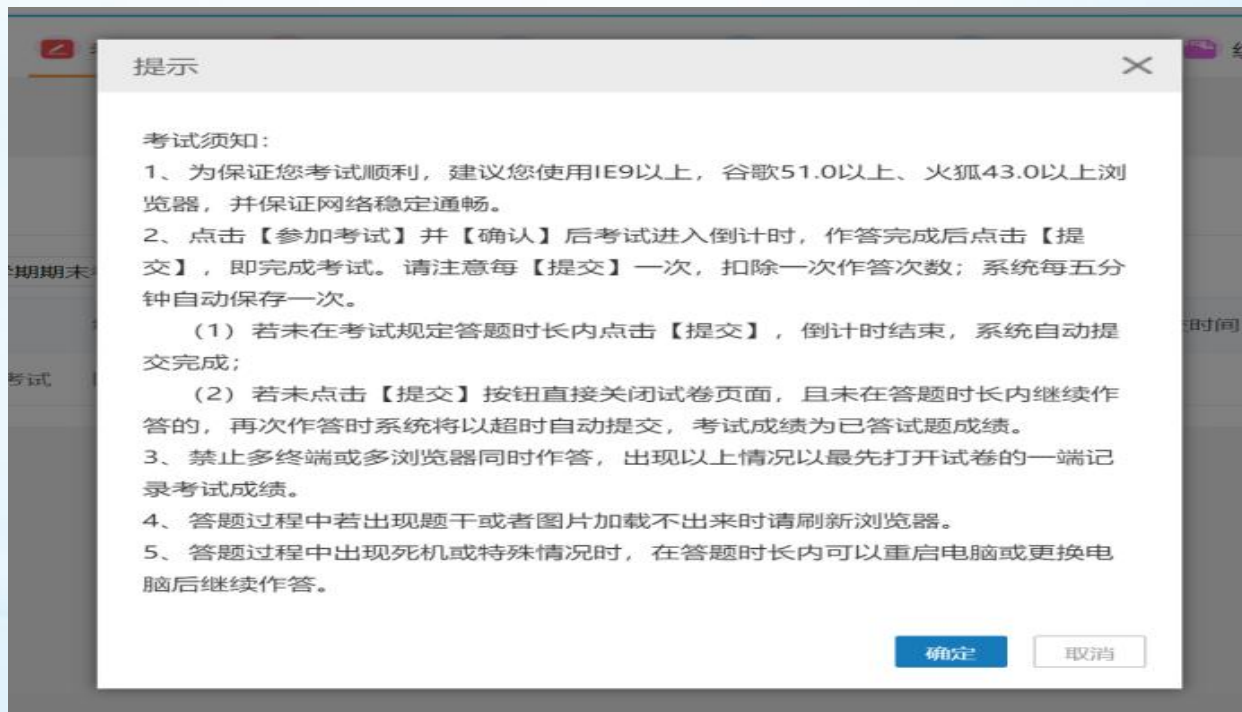 提示
考试须知：
1、为保证您考试顺利，建议您使用IE9以上，谷歌51.0以上、火狐43.0以上浏
览器，并保证网络稳定通畅。
2、点击【参加考试】并【确认】后考试进入倒计时，作答完成后点击【提
交】，即完成考试。请注意每【提交】一次，扣除一次作答次数；系统每五分
钟自动保存一次。
（1）若未在考试规定答题时长内点击【提交】，倒计时结束，系统自动提
交完成；
（2）若未点击【提交】按钮直接关闭试卷页面，且未在答题时长内继续作
答的，再次作答时系统将以超时自动提交，考试成绩为已答试题成绩。
3、禁止多终端或多浏览器同时作答，出现以上情况以最先打开试卷的一端记
录考试成绩。
4、答题过程中若出现题干或者图片加载不出来时请刷新浏览器。
5、答题过程中出现死机或特殊情况时，在答题时长内可以重启电脑或更换电
脑后继续作答。
确定 取消
学期期末
时间
考试